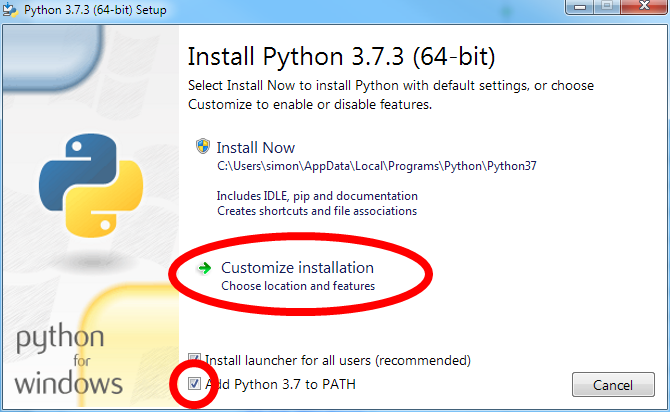 Python 3.7.3 (64-bit) Setup
Install Python 3.7.3 (64-bit)
Select Install Now to install Python with default settings, or choose
Customize to enable or disable features.
Install Now
C:\Users\simon\AppData\Local\Programs\Python\Python37
Includes IDLE, pip and documentation
Creates shortcuts and file associations
Customize installation
Choose location and features
python
for
windows
Install launcher for all users (recommended)
Add Python 3.7 to PATH
Cancel